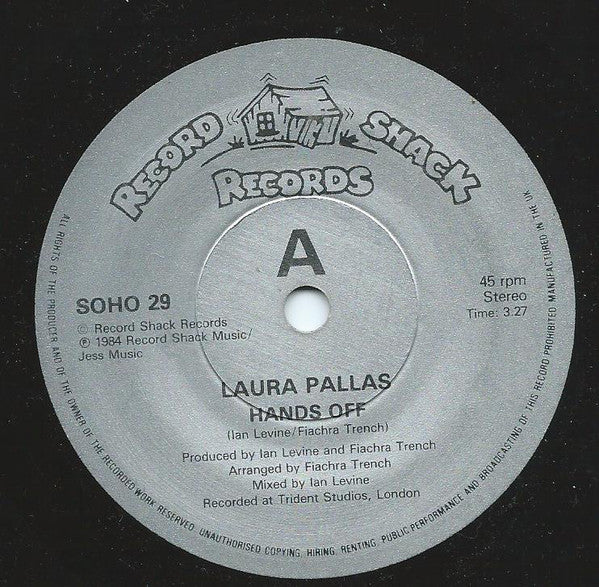 RECORD SHACK
RECORDS
A
SOHO 29
© Record Shack Records
℗ 1984 Record Shack Music/
Jess Music
45 rpm
Stereo
Time: 3.27
LAURA PALLAS
HANDS OFF
(Ian Levine/Fiachra Trench)
Produced by Ian Levine and Fiachra Trench
Arranged by Fiachra Trench
Mixed by Ian Levine
Recorded at Trident Studios, London
ALL RIGHTS OF THE PRODUCER AND OF THE OWNER OF THE RECORDED WORK RESERVED. UNAUTHORISED COPYING, HIRING, RENTING, PUBLIC PERFORMANCE AND BROADCASTING OF THIS RECORD PROHIBITED MANUFACTURED IN THE UK